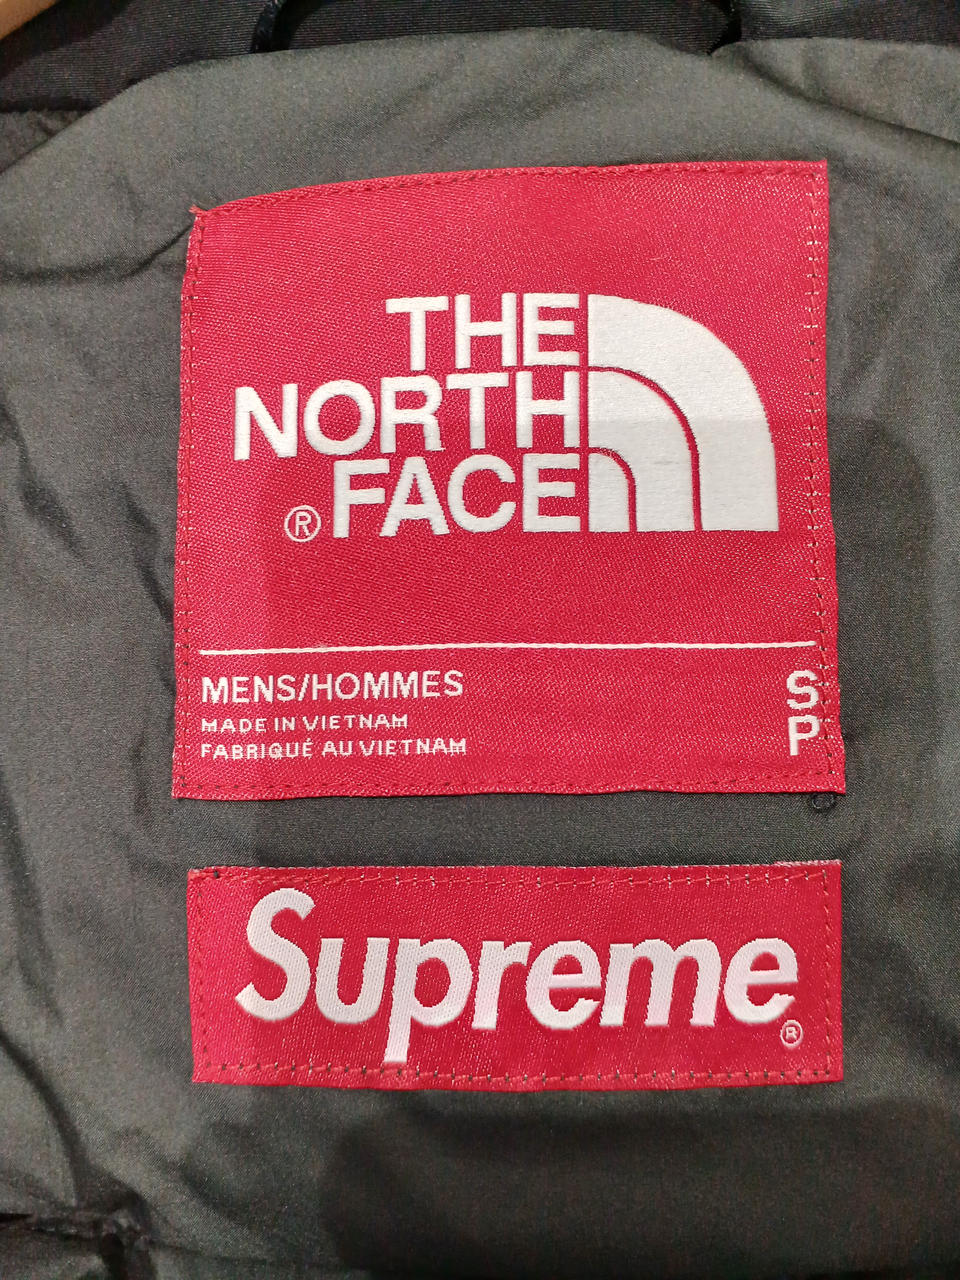 THE
NORTH
® FACE
MENS/HOMMES S
MADE IN VIETNAM P
FABRIQUÉ AU VIETNAM
Supreme ®